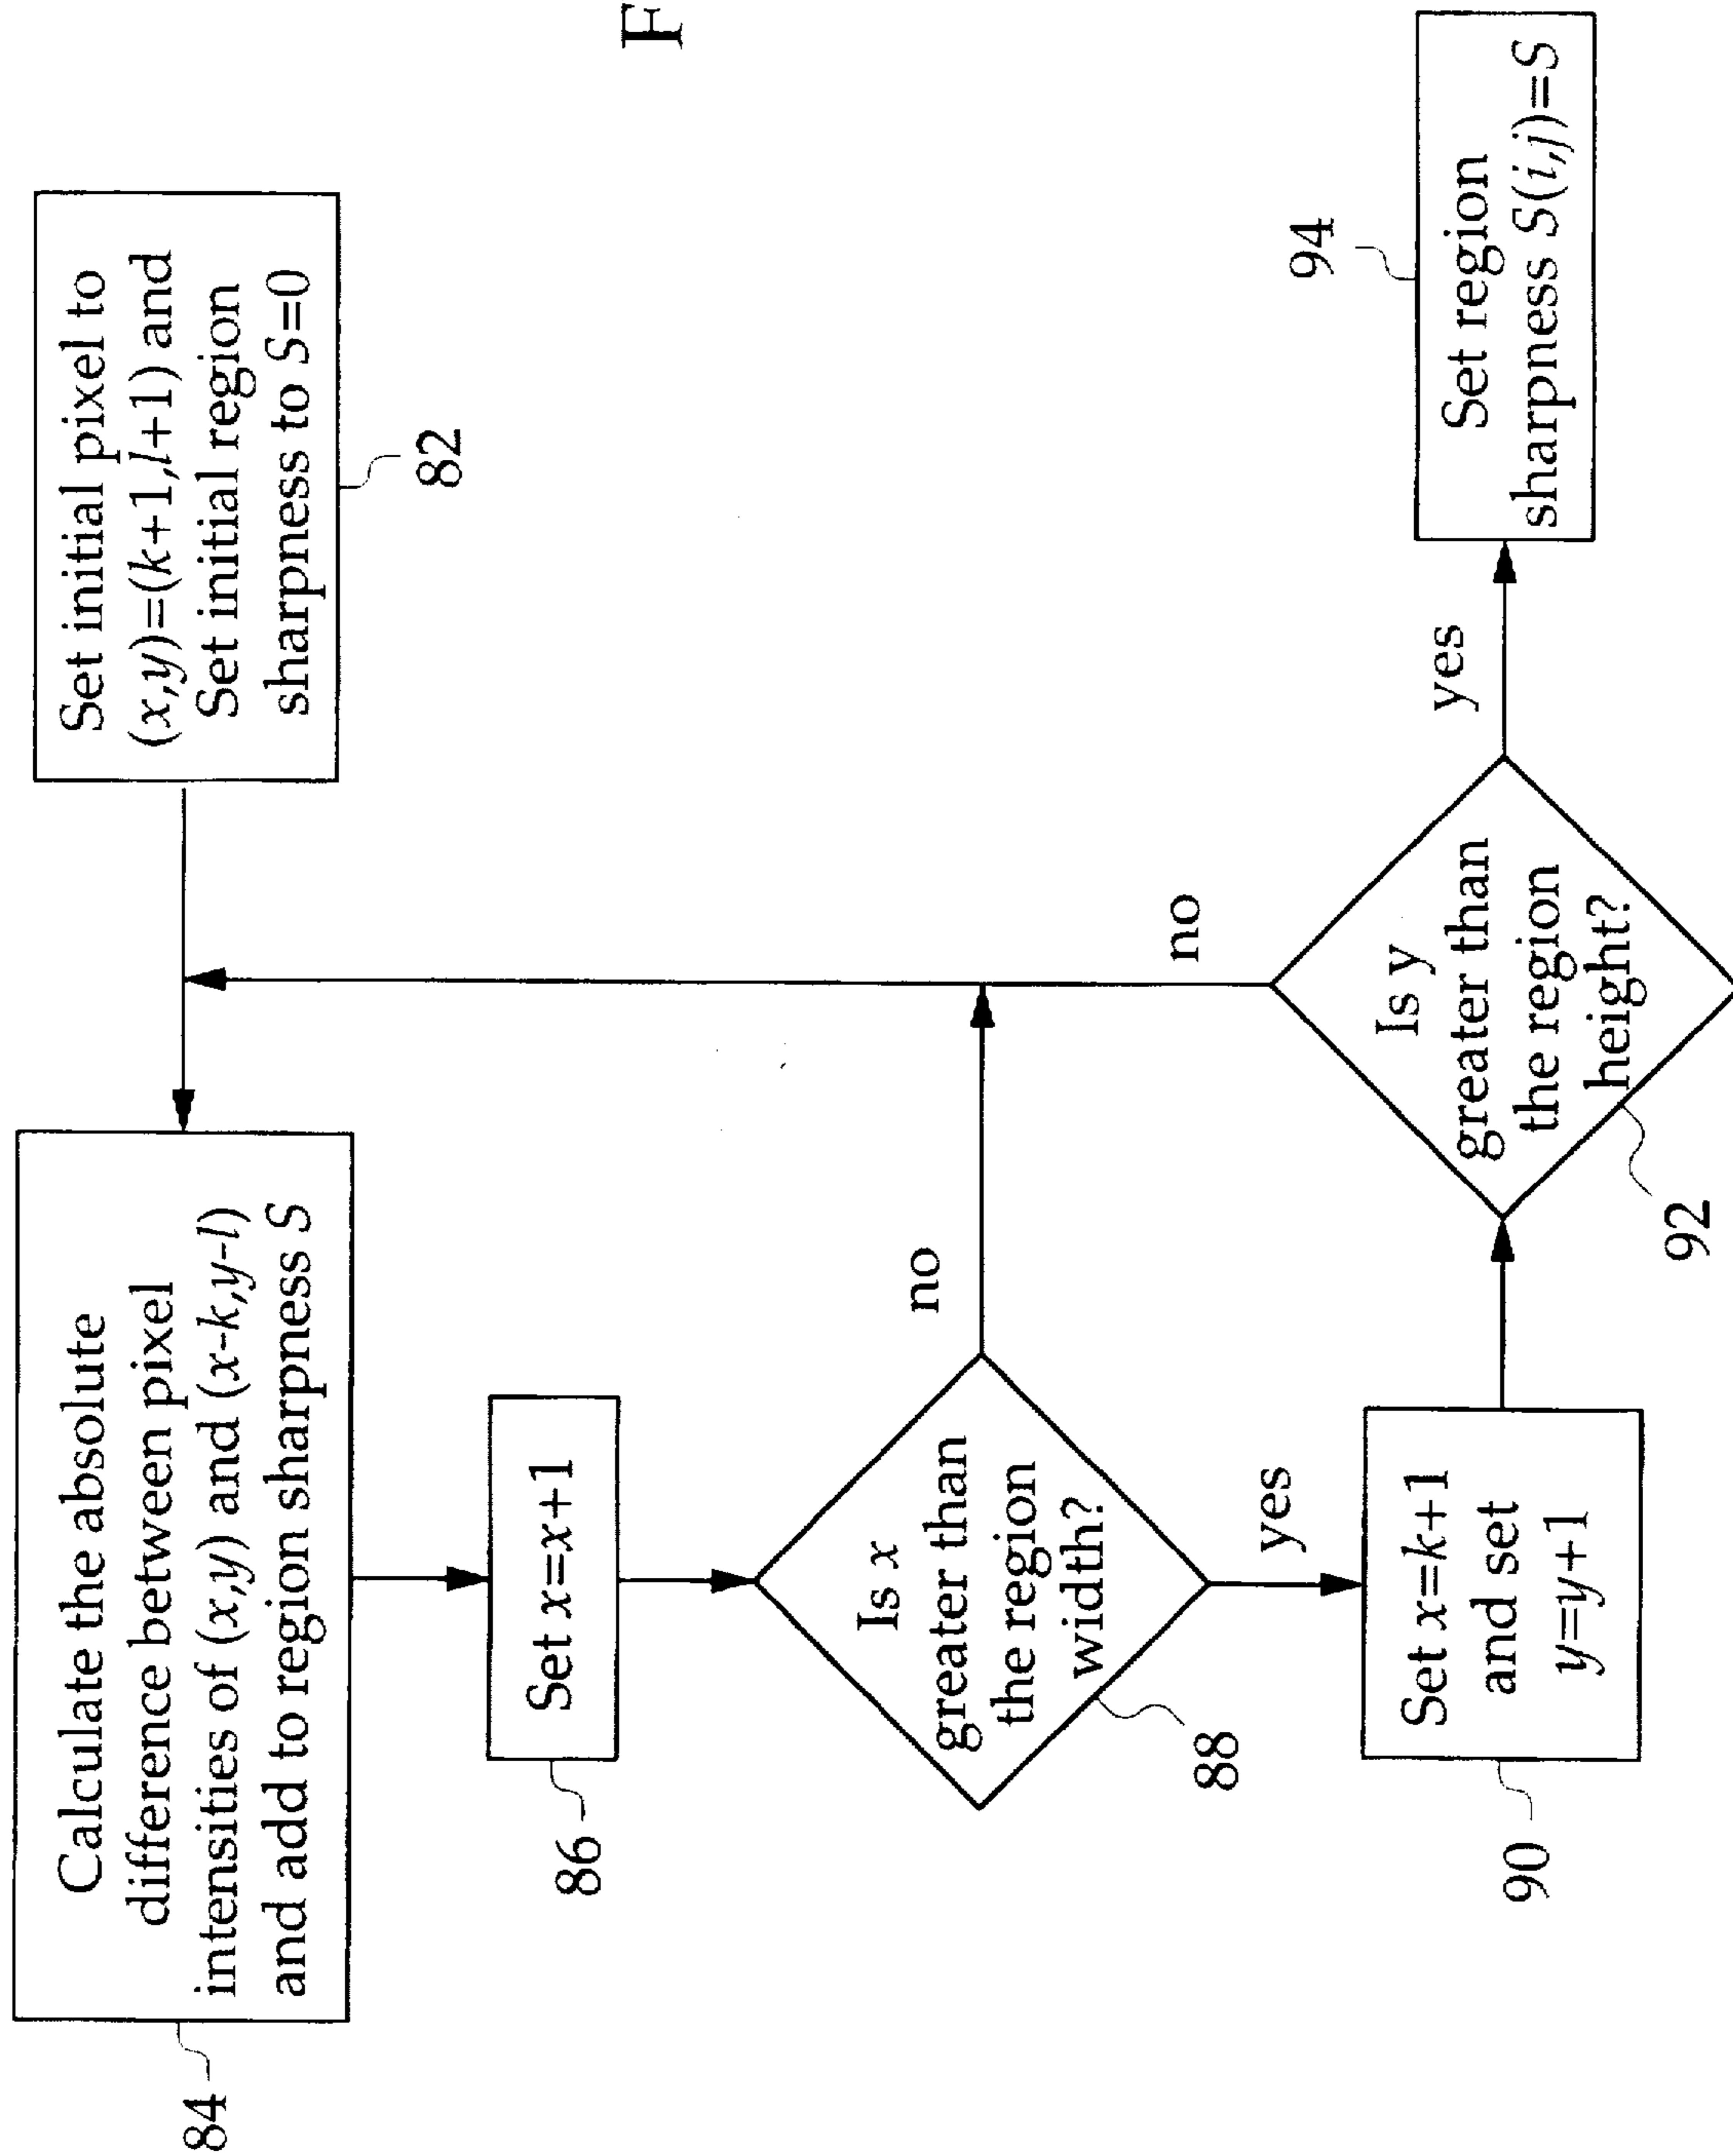 F
Set initial pixel to
(x,y)=(k+1,l+1) and
Set initial region
sharpness to S=0
82
84
Calculate the absolute
difference between pixel
intensities of (x,y) and (x-k,y-l)
and add to region sharpness S
86
Set x=x+1
Is x
greater than
the region
width?
88
no
yes
90
Set x=k+1
and set
y=y+1
Is y
greater than
the region
height?
92
no
yes
94
Set region
sharpness S(i,j)=S